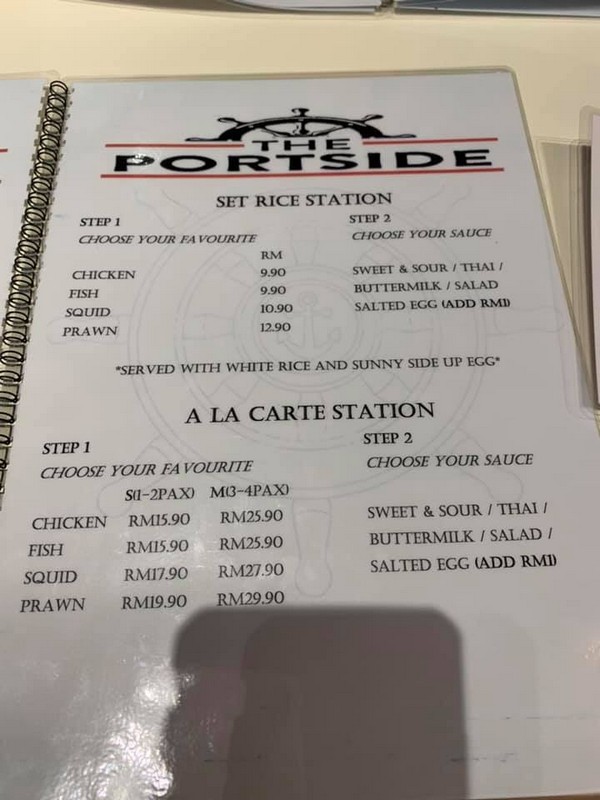 THE
PORTSIDE
SET RICE STATION
STEP 1 STEP 2
CHOOSE YOUR FAVOURITE CHOOSE YOUR SAUCE
RM
CHICKEN 9.90 SWEET & SOUR / THAI /
FISH 9.90 BUTTERMILK / SALAD
SQUID 10.90 SALTED EGG (ADD RM1)
PRAWN 12.90
*SERVED WITH WHITE RICE AND SUNNY SIDE UP EGG*
A LA CARTE STATION
STEP 1 STEP 2
CHOOSE YOUR FAVOURITE CHOOSE YOUR SAUCE
S(1-2PAX) M(3-4PAX)
CHICKEN RM15.90 RM25.90 SWEET & SOUR / THAI /
FISH RM15.90 RM25.90 BUTTERMILK / SALAD /
SQUID RM17.90 RM27.90 SALTED EGG (ADD RM1)
PRAWN RM19.90 RM29.90